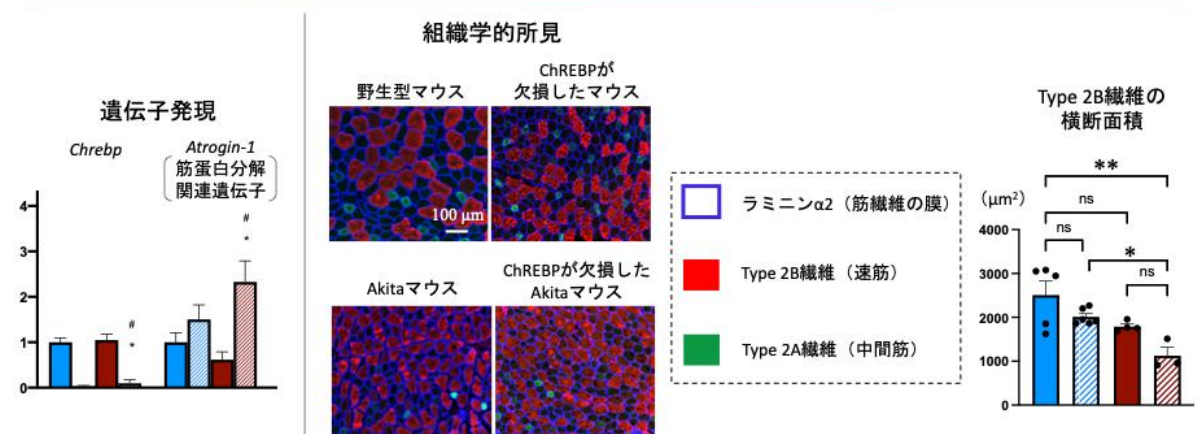 遺伝子発現
Chrebp
Atrogin-1
筋蛋白分解
関連遺伝子
4
3
2
1
0
#
*
#
*
組織学的所見
野生型マウス
ChREBPが
欠損したマウス
100 μm
Akitaマウス
ChREBPが欠損した
Akitaマウス
ラミニンα2（筋繊維の膜）
Type 2B繊維（速筋）
Type 2A繊維（中間筋）
Type 2B繊維の
横断面積
(μm²)
**
ns
ns
*
ns
4000
3000
2000
1000
0